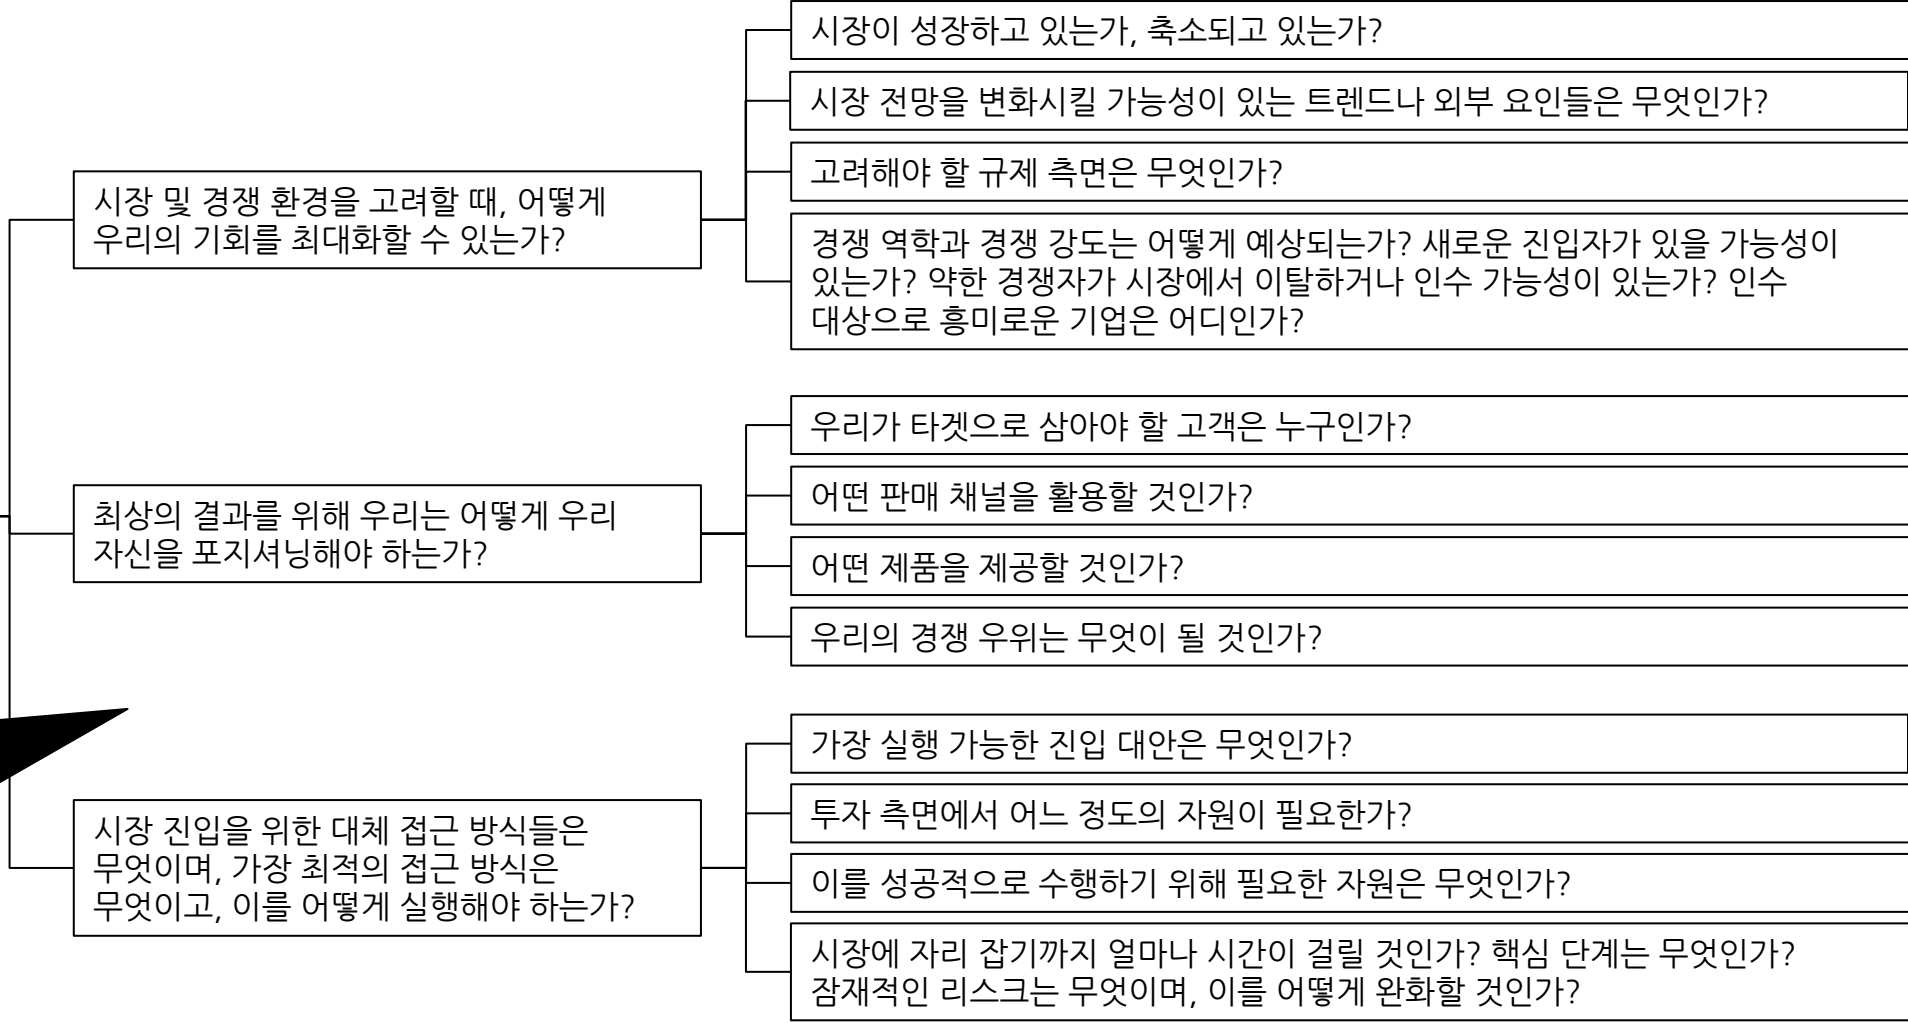 시장 및 경쟁 환경을 고려할 때, 어떻게
우리의 기회를 최대화할 수 있는가?
시장이 성장하고 있는가, 축소되고 있는가?
시장 전망을 변화시킬 가능성이 있는 트렌드나 외부 요인들은 무엇인가?
고려해야 할 규제 측면은 무엇인가?
경쟁 역학과 경쟁 강도는 어떻게 예상되는가? 새로운 진입자가 있을 가능성이
있는가? 약한 경쟁자가 시장에서 이탈하거나 인수 가능성이 있는가? 인수
대상으로 흥미로운 기업은 어디인가?
최상의 결과를 위해 우리는 어떻게 우리
자신을 포지셔닝해야 하는가?
우리가 타겟으로 삼아야 할 고객은 누구인가?
어떤 판매 채널을 활용할 것인가?
어떤 제품을 제공할 것인가?
우리의 경쟁 우위는 무엇이 될 것인가?
시장 진입을 위한 대체 접근 방식들은
무엇이며, 가장 최적의 접근 방식은
무엇이고, 이를 어떻게 실행해야 하는가?
가장 실행 가능한 진입 대안은 무엇인가?
투자 측면에서 어느 정도의 자원이 필요한가?
이를 성공적으로 수행하기 위해 필요한 자원은 무엇인가?
시장에 자리 잡기까지 얼마나 시간이 걸릴 것인가? 핵심 단계는 무엇인가?
잠재적인 리스크는 무엇이며, 이를 어떻게 완화할 것인가?